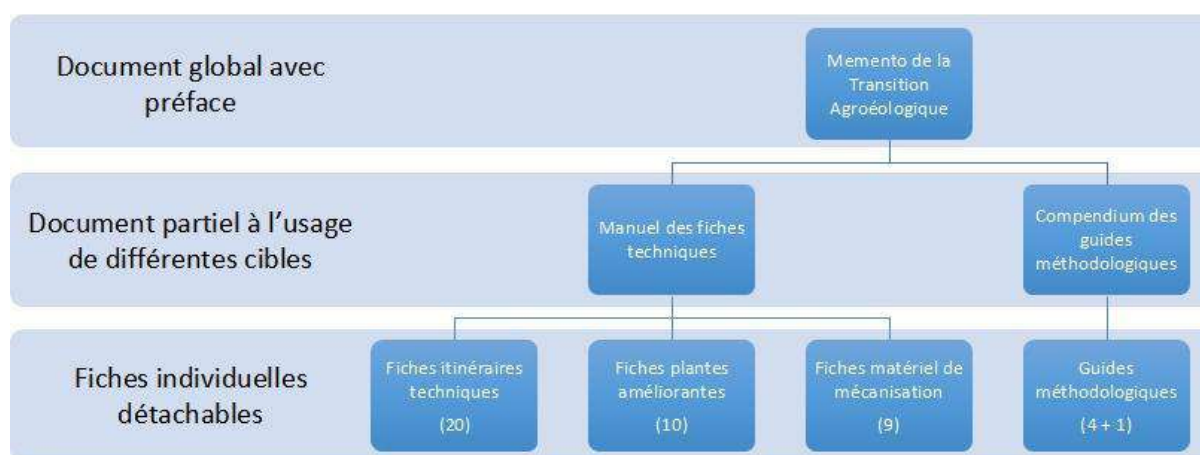 Document global avec
préface
Memento de la
Transition
Agroéologique
Document partiel à l'usage
de différentes cibles
Manuel des fiches
techniques
Compendium des
guides
méthodologiques
Fiches individuelles
détachables
Fiches itinéraires
techniques
(20)
Fiches plantes
améliorantes
(10)
Fiches matériel de
mécanisation
(9)
Guides
méthodologiques
(4 + 1)